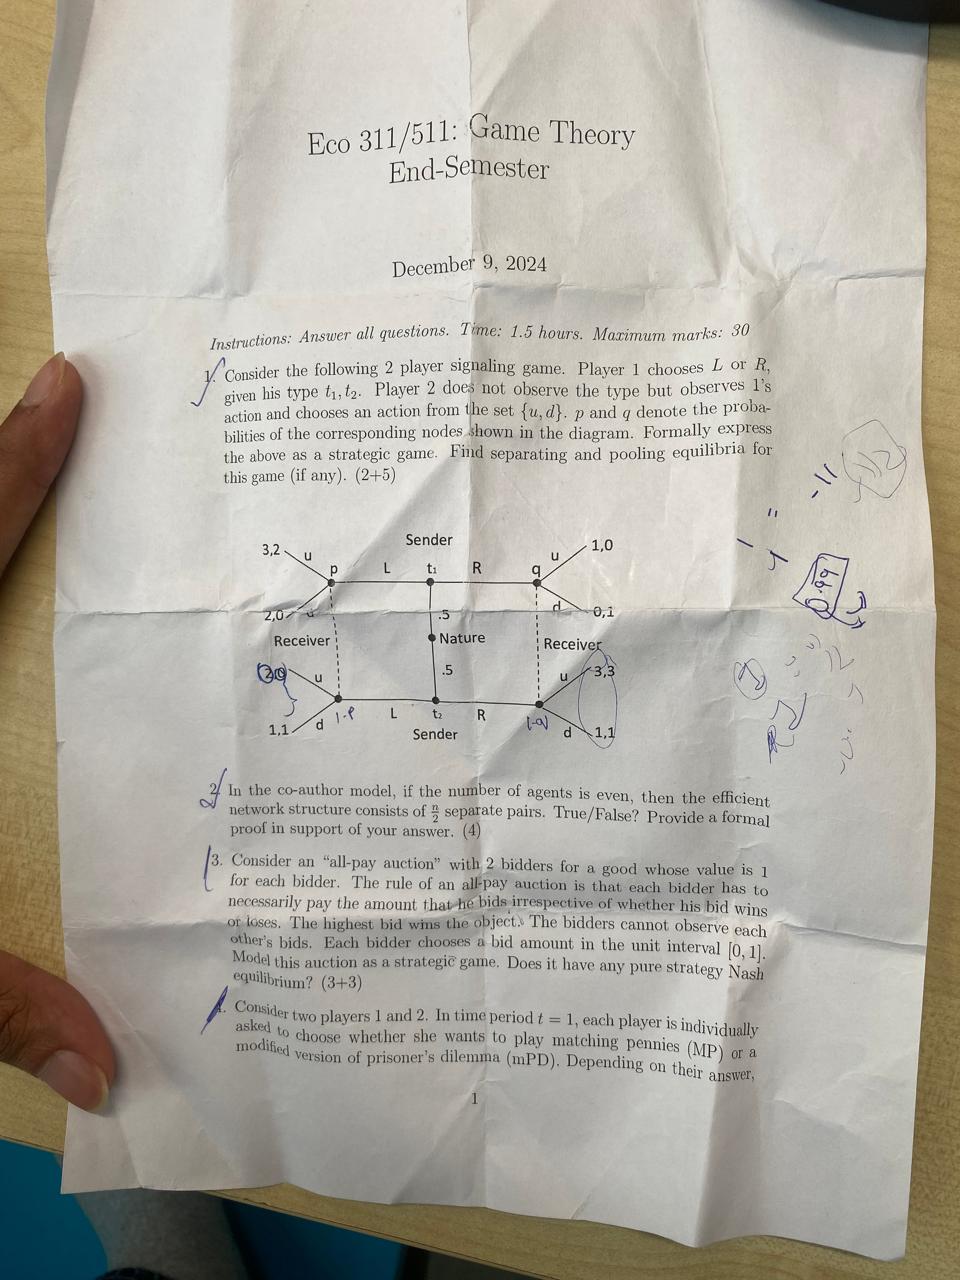 Eco 311/511: Game Theory
End-Semester
December 9, 2024
Instructions: Answer all questions. Time: 1.5 hours. Maximum marks: 30
1. Consider the following 2 player signaling game. Player 1 chooses L or R,
given his type t₁, t₂. Player 2 does not observe the type but observes 1's
action and chooses an action from the set {u, d}. p and q denote the proba-
bilities of the corresponding nodes shown in the diagram. Formally express
the above as a strategic game. Find separating and pooling equilibria for
this game (if any). (2+5)
Sender
3,2 u p L t₁ R q u 1,0
2,0 d .5 d 0,1
Receiver Nature Receiver
u .5 u 3,3
1,1 d 1-p L t₂ R 1-q d 1,1
Sender
2. In the co-author model, if the number of agents is even, then the efficient
network structure consists of n/2 separate pairs. True/False? Provide a formal
proof in support of your answer. (4)
3. Consider an "all-pay auction" with 2 bidders for a good whose value is 1
for each bidder. The rule of an all-pay auction is that each bidder has to
necessarily pay the amount that he bids irrespective of whether his bid wins
or loses. The highest bid wins the object. The bidders cannot observe each
other's bids. Each bidder chooses a bid amount in the unit interval [0, 1].
Model this auction as a strategic game. Does it have any pure strategy Nash
equilibrium? (3+3)
Consider two players 1 and 2. In time period t = 1, each player is individually
asked to choose whether she wants to play matching pennies (MP) or a
modified version of prisoner's dilemma (mPD). Depending on their answer,
1
0.99